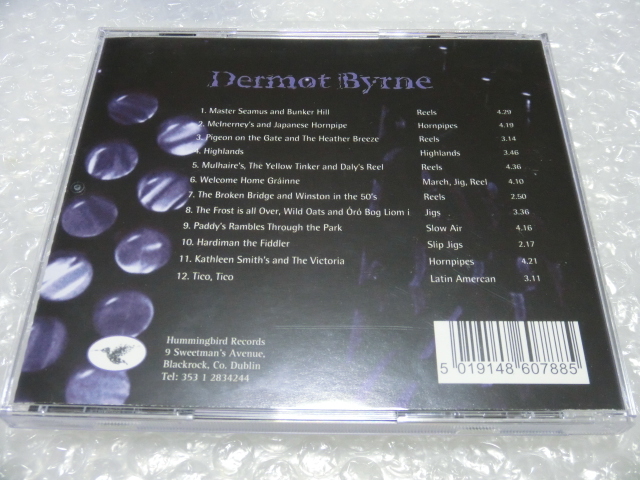 Dermot Byrne
1. Master Seamus and Bunker Hill Reels 4.29
2. McInerney's and Japanese Hornpipe Hornpipes 4.19
3. Pigeon on the Gate and The Heather Breeze Reels 3.14
4. Highlands Highlands 3.46
5. Mulhaire's, The Yellow Tinker and Daly's Reel Reels 4.36
6. Welcome Home Gráinne March, Jig, Reel 4.10
7. The Broken Bridge and Winston in the 50's Reels 2.50
8. The Frost is all Over, Wild Oats and Óró Bog Liom i Jigs 3.36
9. Paddy's Rambles Through the Park Slow Air 4.16
10. Hardiman the Fiddler Slip Jigs 2.17
11. Kathleen Smith's and The Victoria Hornpipes 4.21
12. Tico, Tico Latin Amercan 3.11
Hummingbird Records
9 Sweetman's Avenue,
Blackrock, Co. Dublin
Tel: 353 1 2834244
5 019148 607885